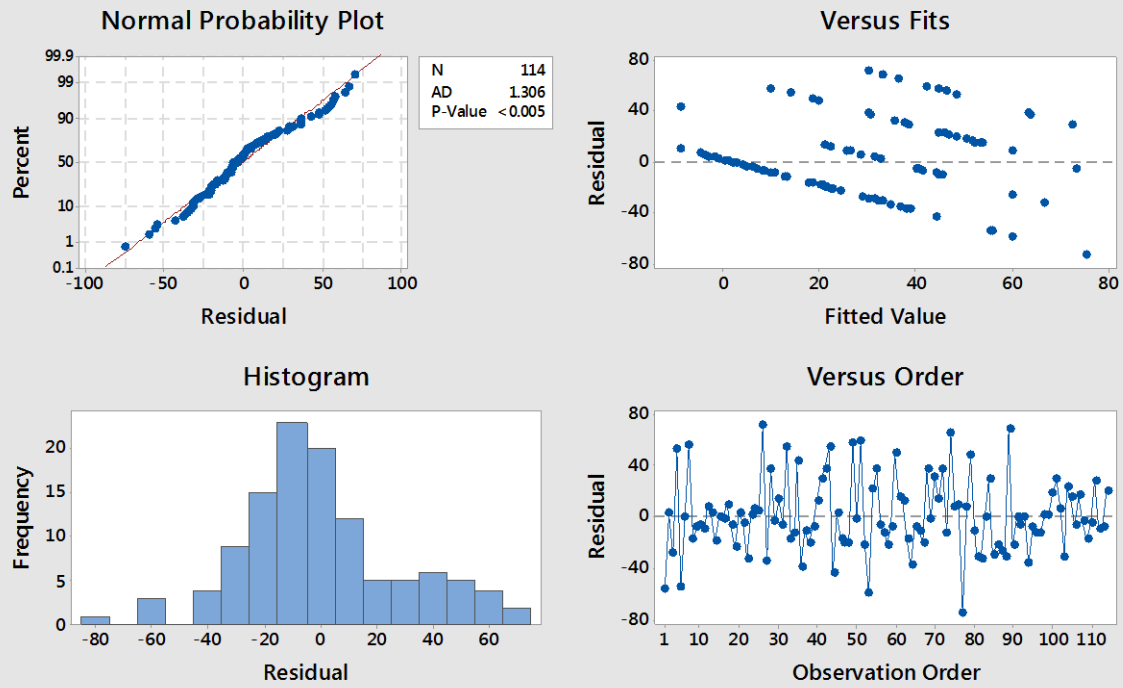 Normal Probability Plot
99.9
99
90
50
10
1
0.1
Percent
-100 -50 0 50 100
Residual
N 114
AD 1.306
P-Value <0.005
Versus Fits
80
40
0
-40
-80
Residual
0 20 40 60 80
Fitted Value
Histogram
20
15
10
5
0
Frequency
-80 -60 -40 -20 0 20 40 60
Residual
Versus Order
80
40
0
-40
-80
Residual
1 10 20 30 40 50 60 70 80 90 100 110
Observation Order